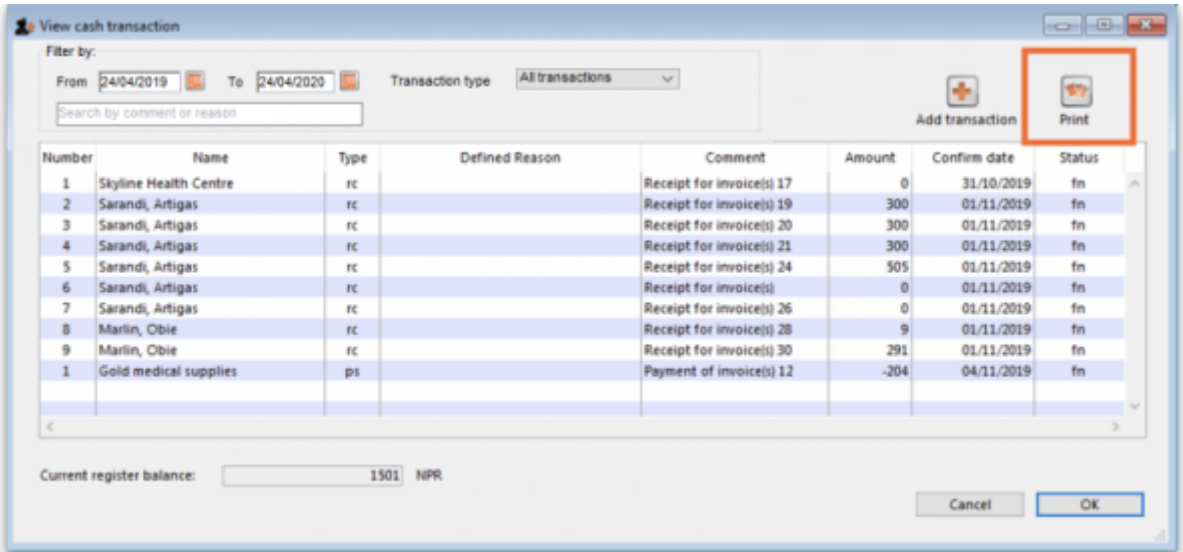 View cash transaction
Filter by:
From 24/04/2019 To 24/04/2020 Transaction type All transactions
Search by comment or reason
Add transaction Print
Number Name Type Defined Reason Comment Amount Confirm date Status
1 Skyline Health Centre rc Receipt for invoice(s) 17 0 31/10/2019 fn
2 Sarandi, Artigas rc Receipt for invoice(s) 19 300 01/11/2019 fn
3 Sarandi, Artigas rc Receipt for invoice(s) 20 300 01/11/2019 fn
4 Sarandi, Artigas rc Receipt for invoice(s) 21 300 01/11/2019 fn
5 Sarandi, Artigas rc Receipt for invoice(s) 24 505 01/11/2019 fn
6 Sarandi, Artigas rc Receipt for invoice(s) 0 01/11/2019 fn
7 Sarandi, Artigas rc Receipt for invoice(s) 26 0 01/11/2019 fn
8 Marlin, Obie rc Receipt for invoice(s) 28 9 01/11/2019 fn
9 Marlin, Obie rc Receipt for invoice(s) 30 291 01/11/2019 fn
1 Gold medical supplies ps Payment of invoice(s) 12 -204 04/11/2019 fn
Current register balance: 1501 NPR
Cancel OK